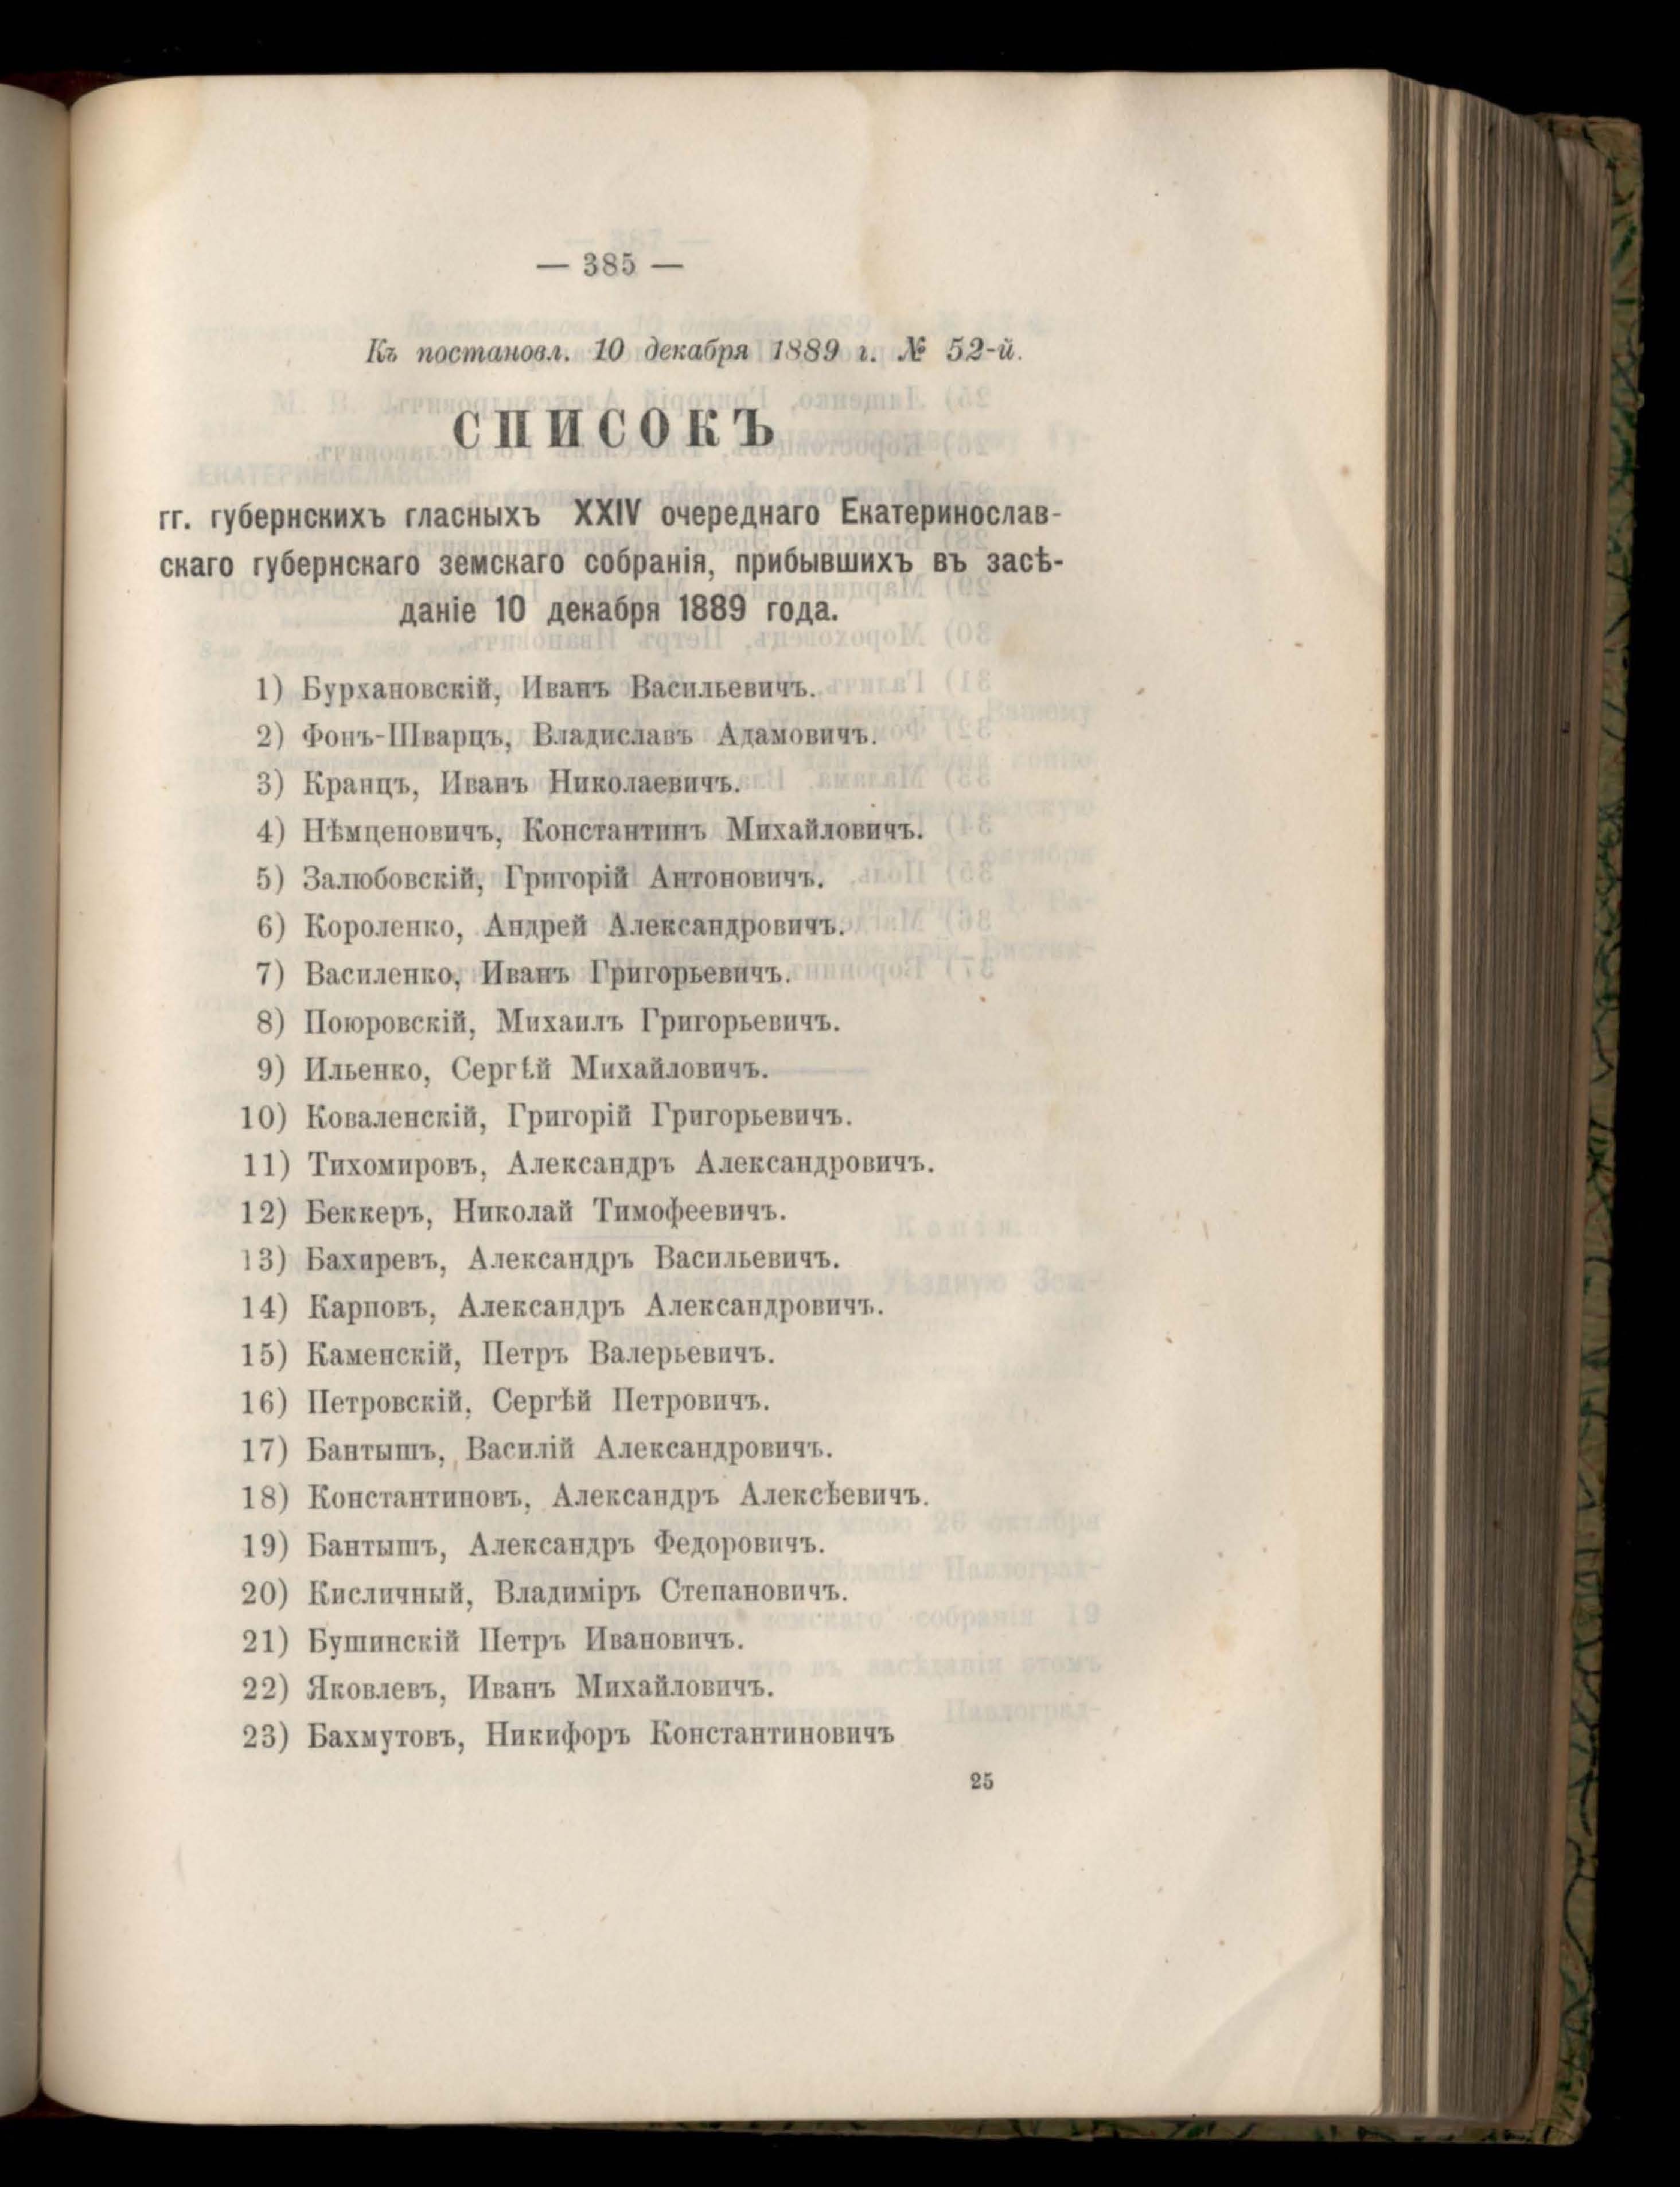 — 385 —
Къ постановл. 10 декабря 1889 г. № 52-й.
СПИСОКЪ
гг. губернскихъ гласныхъ XXIV очереднаго Екатеринослав-
скаго губернскаго земскаго собранія, прибывшихъ въ засѣ-
даніе 10 декабря 1889 года.
1) Бурхановскій, Иванъ Васильевичъ.
2) Фонъ-Шварцъ, Владиславъ Адамовичъ.
3) Кранцъ, Иванъ Николаевичъ.
4) Нѣмценовичъ, Константинъ Михайловичъ.
5) Залюбовскій, Григорій Антоновичъ.
6) Короленко, Андрей Александровичъ.
7) Василенко, Иванъ Григорьевичъ.
8) Поюровскій, Михаилъ Григорьевичъ.
9) Ильенко, Сергѣй Михайловичъ.
10) Коваленскій, Григорій Григорьевичъ.
11) Тихомировъ, Александръ Александровичъ.
12) Беккеръ, Николай Тимофеевичъ.
13) Бахиревъ, Александръ Васильевичъ.
14) Карповъ, Александръ Александровичъ.
15) Каменскій, Петръ Валерьевичъ.
16) Петровскій, Сергѣй Петровичъ.
17) Бантышъ, Василій Александровичъ.
18) Константиновъ, Александръ Алексѣевичъ.
19) Бантышъ, Александръ Федоровичъ.
20) Кисличный, Владиміръ Степановичъ.
21) Бушинскій Петръ Ивановичъ.
22) Яковлевъ, Иванъ Михайловичъ.
23) Бахмутовъ, Никифоръ Константиновичъ
25